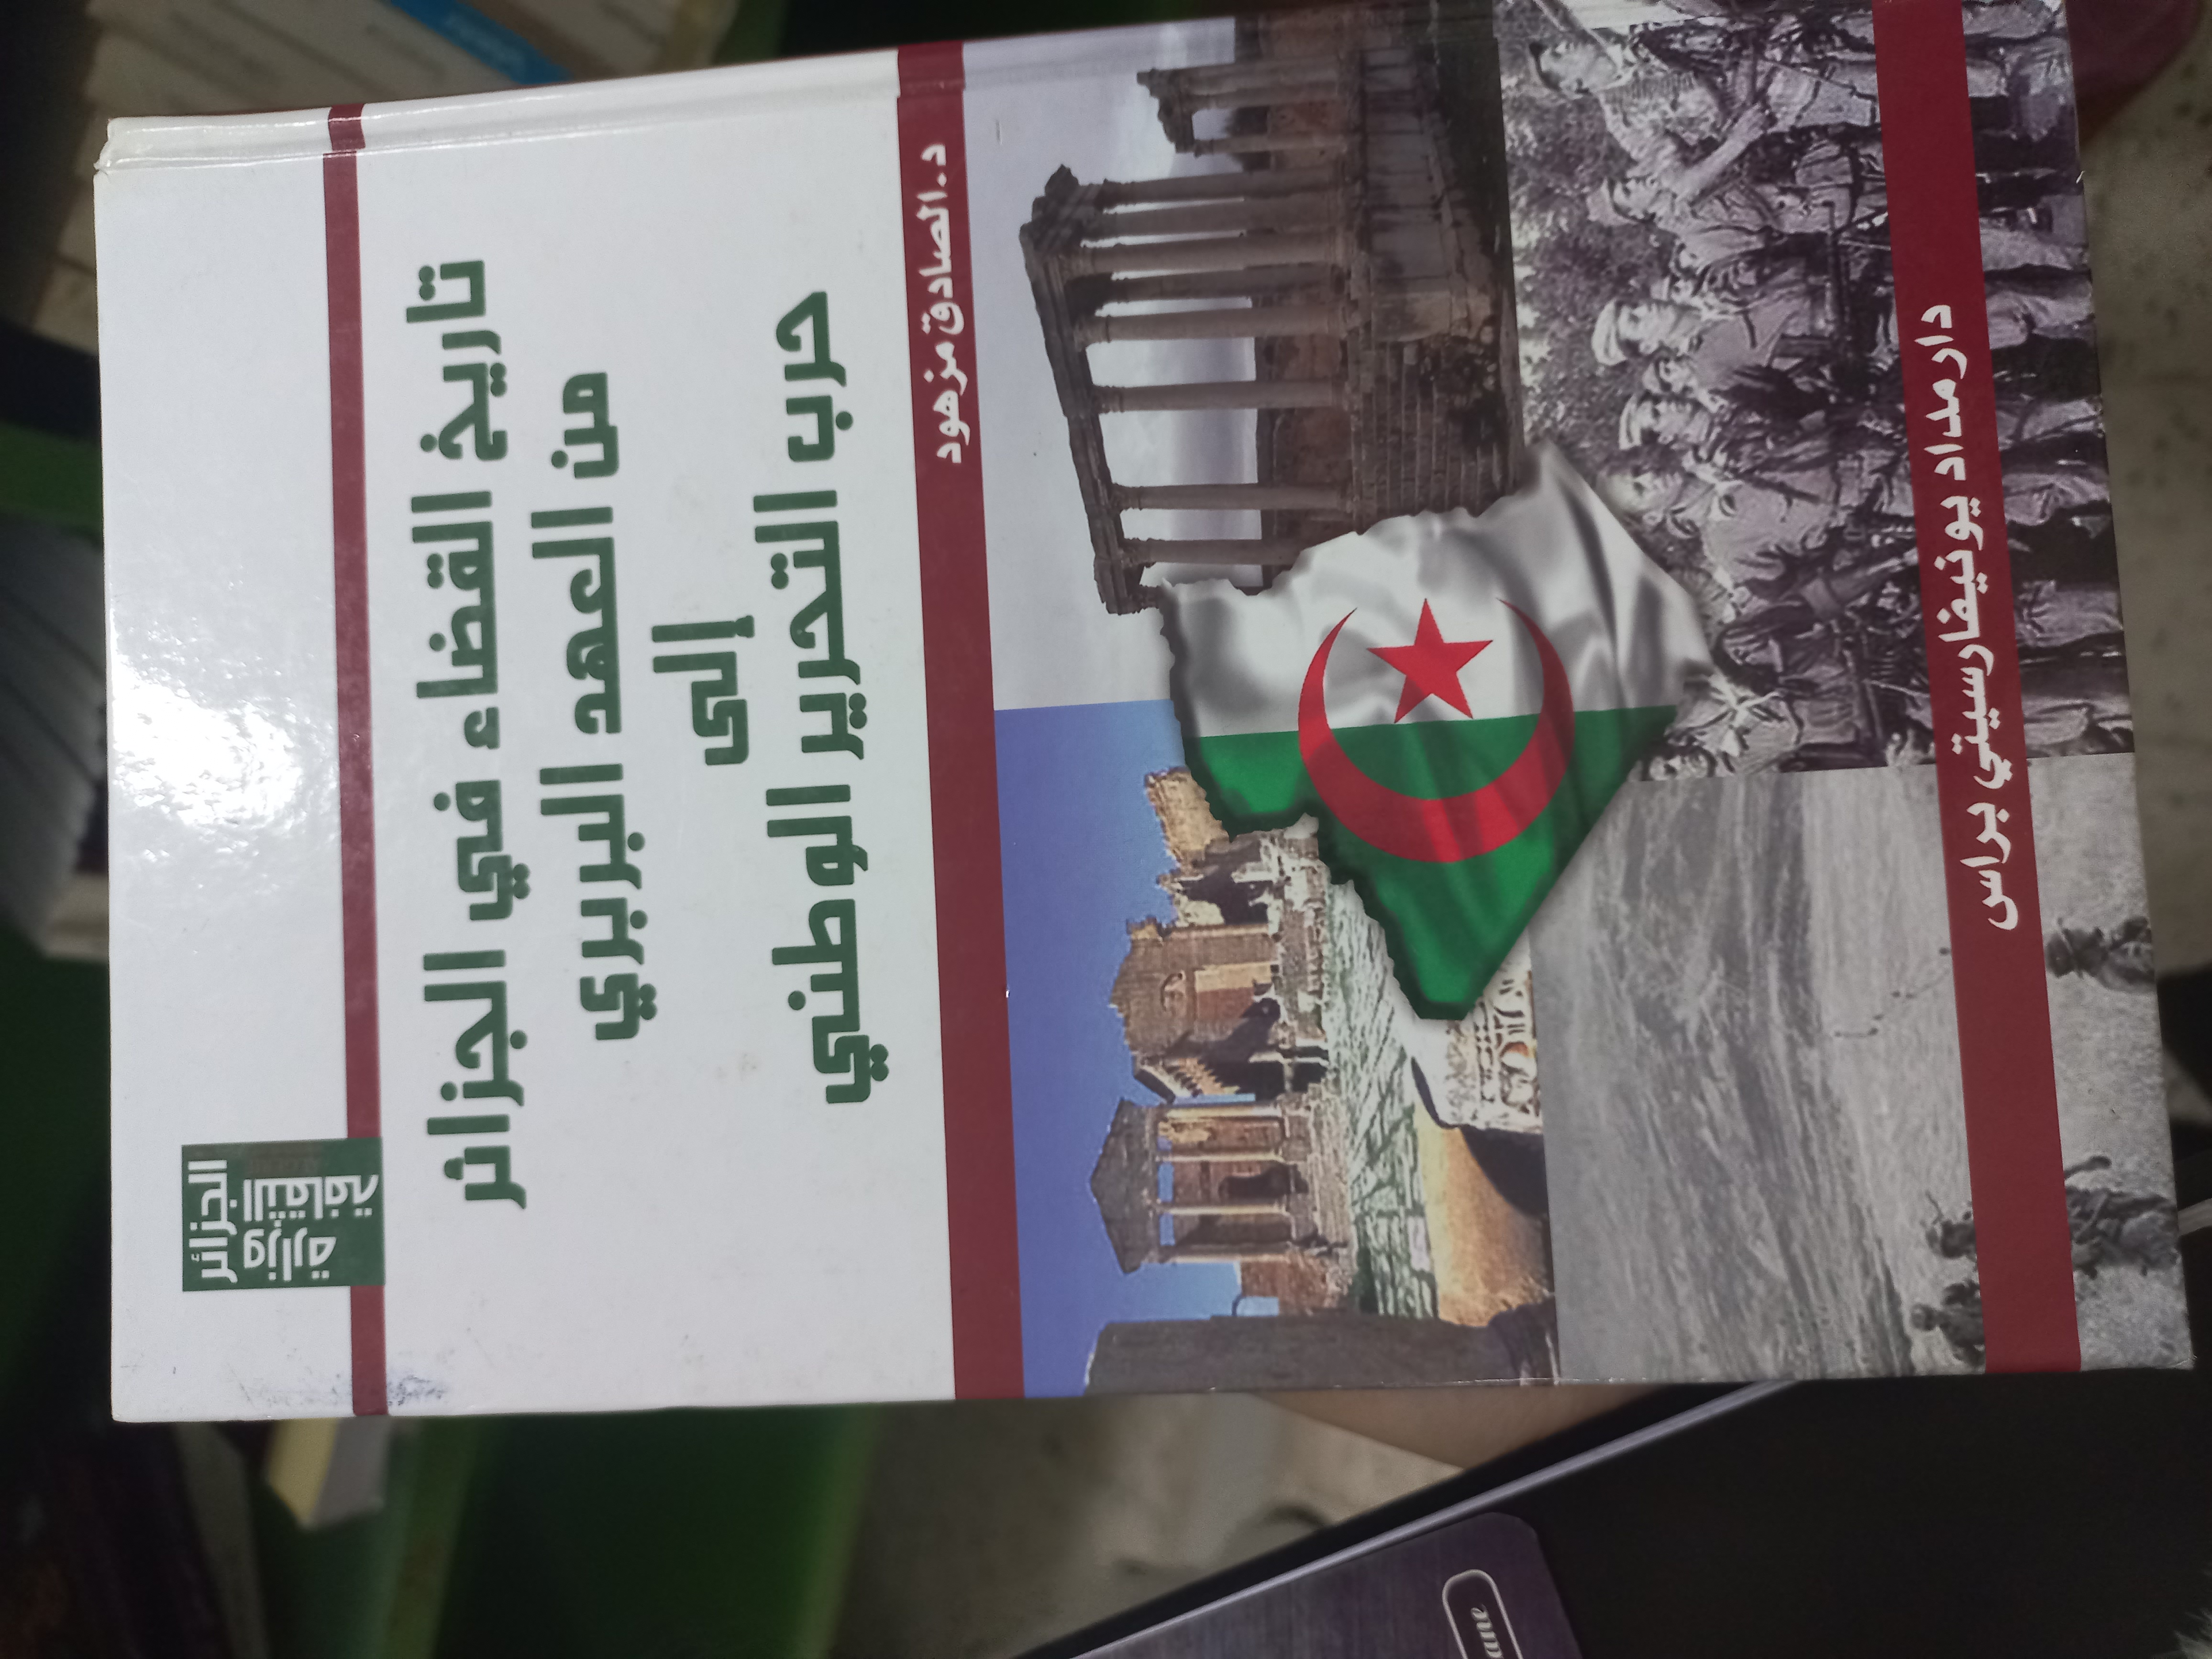 الجزائر
وزارة
الثقافة
تاريخ القضاء في الجزائر
من العهد البربري
إلى
حرب التحرير الوطني
د. الصادق مزهود
دار مداد يونيفارسيتي براس
ane